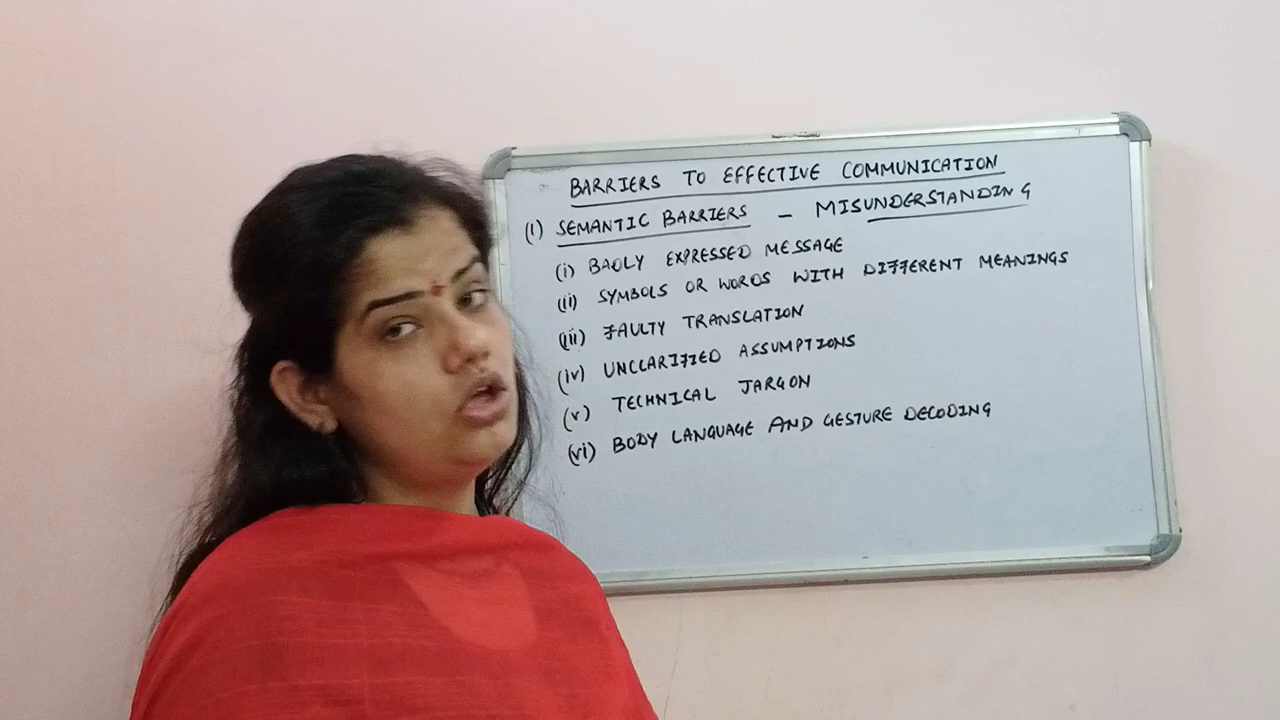 BARRIERS TO EFFECTIVE COMMUNICATION
(1) SEMANTIC BARRIERS - MISUNDERSTANDING
(i) BADLY EXPRESSED MESSAGE
(ii) SYMBOLS OR WORDS WITH DIFFERENT MEANINGS
(iii) FAULTY TRANSLATION
(iv) UNCLARIFIED ASSUMPTIONS
(v) TECHNICAL JARGON
(vi) BODY LANGUAGE AND GESTURE DECODING